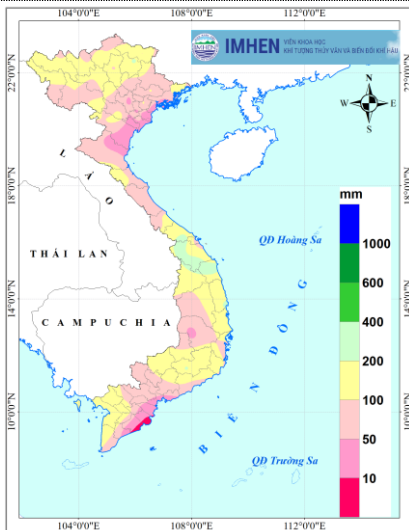 104°0'0"E 108°0'0"E 112°0'0"E
IMHEN VIỆN KHOA HỌC
KHÍ TƯỢNG THỦY VĂN VÀ BIẾN ĐỔI KHÍ HẬU
22°0'0"N
N
W E
S
LÀO
18°0'0"N
mm
1000
600
400
200
100
50
10
QĐ Hoàng Sa
THÁI LAN
14°0'0"N
CAMPUCHIA
BIỂN ĐÔNG
10°0'0"N
QĐ Trường Sa
104°0'0"E 108°0'0"E 112°0'0"E